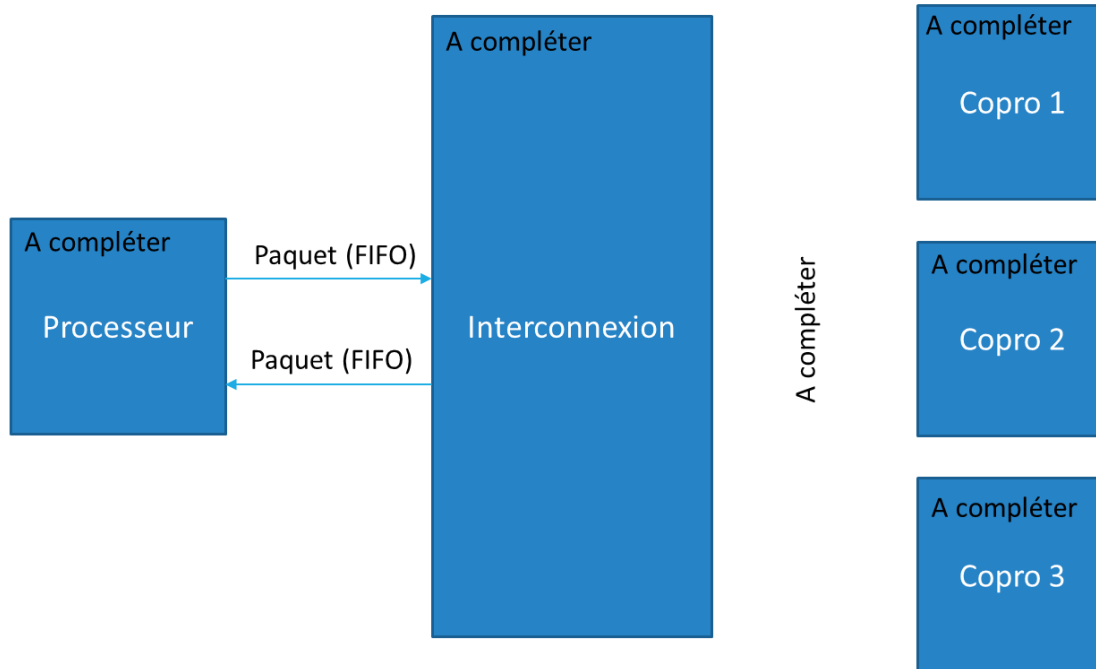 A compléter
Processeur
Paquet (FIFO)
Paquet (FIFO)
A compléter
Interconnexion
A compléter
A compléter
Copro 1
A compléter
Copro 2
A compléter
Copro 3